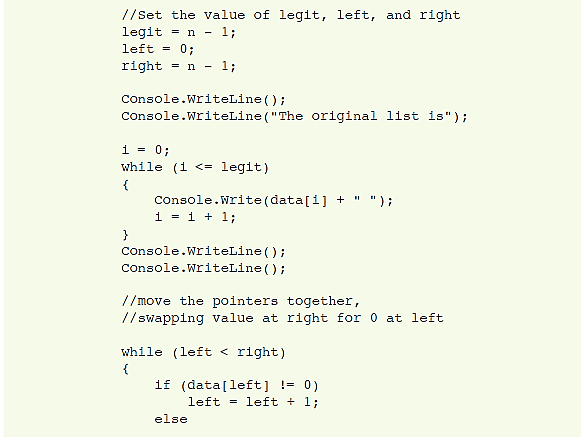 //Set the value of legit, left, and right
legit = n - 1;
left = 0;
right = n - 1;

Console.WriteLine();
Console.WriteLine("The original list is");

i = 0;
while (i <= legit)
{
    Console.Write(data[i] + " ");
    i = i + 1;
}
Console.WriteLine();
Console.WriteLine();

//move the pointers together,
//swapping value at right for 0 at left

while (left < right)
{
    if (data[left] != 0)
        left = left + 1;
    else